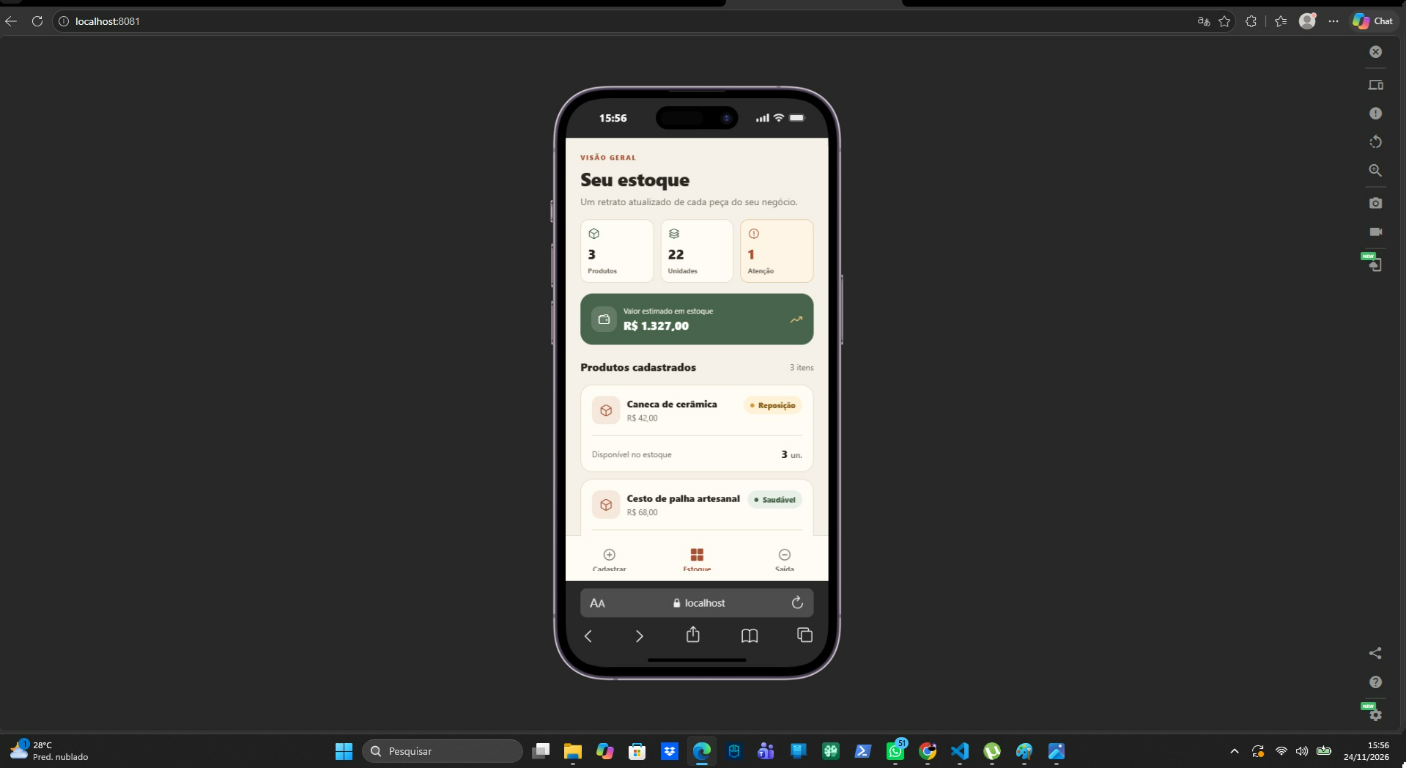 localhost:8081
Chat
15:56
VISÃO GERAL
Seu estoque
Um retrato atualizado de cada peça do seu negócio.
3
Produtos
22
Unidades
1
Atenção
Valor estimado em estoque
R$ 1.327,00
Produtos cadastrados
3 itens
Caneca de cerâmica
Reposição
R$ 42,00
Disponível no estoque
3 un.
Cesto de palha artesanal
Saudável
R$ 68,00
Cadastrar
Estoque
Saída
AA
localhost
NEW
NEW
1
28°C
Pred. nublado
Pesquisar
51
15:56
24/11/2026